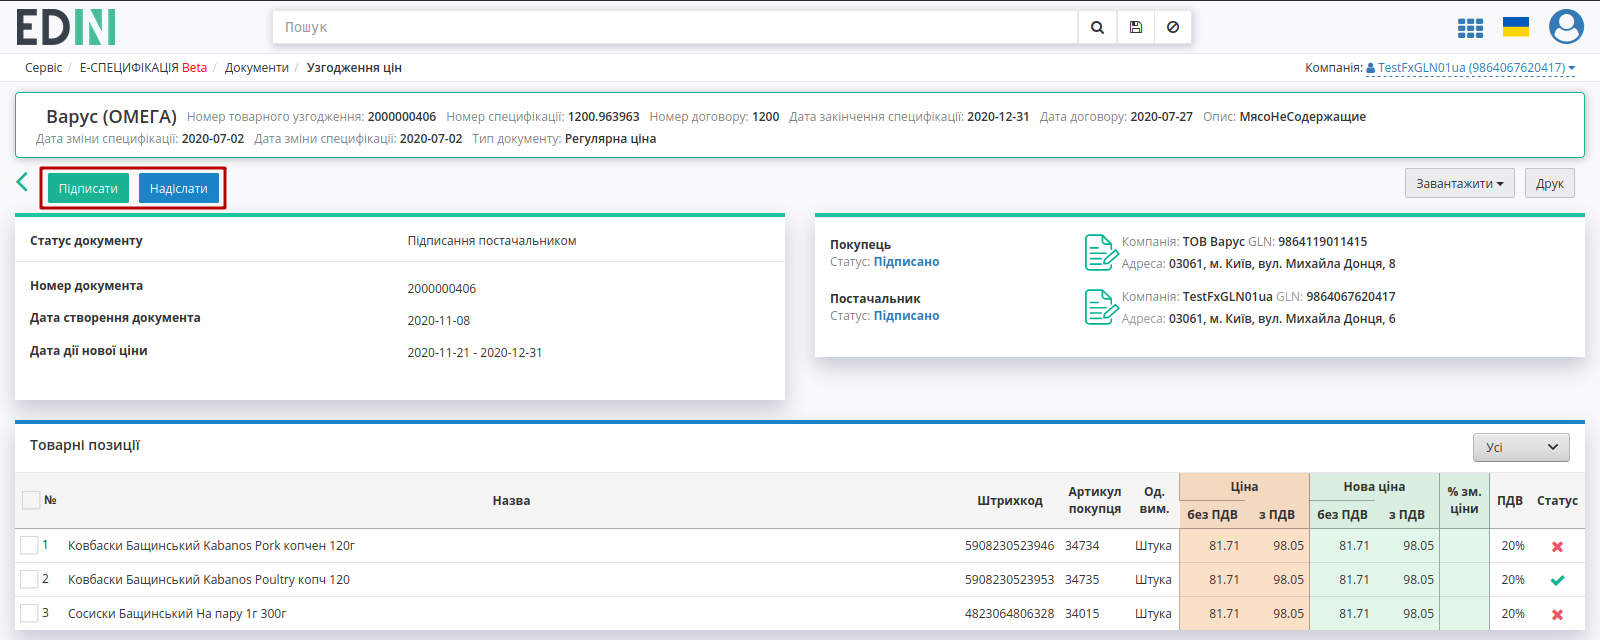 EDIN
Пошук
Сервіс / Е-СПЕЦИФІКАЦІЯ Beta / Документи / Узгодження цін
Компанія: TestFxGLN01ua (9864067620417)
Варус (ОМЕГА) Номер товарного узгодження: 2000000406 Номер специфікації: 1200.963963 Номер договору: 1200 Дата закінчення специфікації: 2020-12-31 Дата договору: 2020-07-27 Опис: МясоНеСодержащие
Дата зміни специфікації: 2020-07-02 Дата зміни специфікації: 2020-07-02 Тип документу: Регулярна ціна
Підписати Надіслати
Завантажити Друк
Статус документу Підписання постачальником
Номер документа 2000000406
Дата створення документа 2020-11-08
Дата дії нової ціни 2020-11-21 - 2020-12-31
Покупець
Статус: Підписано
Компанія: ТОВ Варус GLN: 9864119011415
Адреса: 03061, м. Київ, вул. Михайла Донця, 8
Постачальник
Статус: Підписано
Компанія: TestFxGLN01ua GLN: 9864067620417
Адреса: 03061, м. Київ, вул. Михайла Донця, 6
Товарні позиції
Усі
№ Назва Штрихкод Артикул покупця Од. вим. Ціна без ПДВ з ПДВ Нова ціна без ПДВ з ПДВ % зм. ціни ПДВ Статус
1 Ковбаски Бащинський Kabanos Pork копчен 120г 5908230523946 34734 Штука 81.71 98.05 81.71 98.05 20%
2 Ковбаски Бащинський Kabanos Poultry копч 120 5908230523953 34735 Штука 81.71 98.05 81.71 98.05 20%
3 Сосиски Бащинський На пару 1г 300г 4823064806328 34015 Штука 81.71 98.05 81.71 98.05 20%